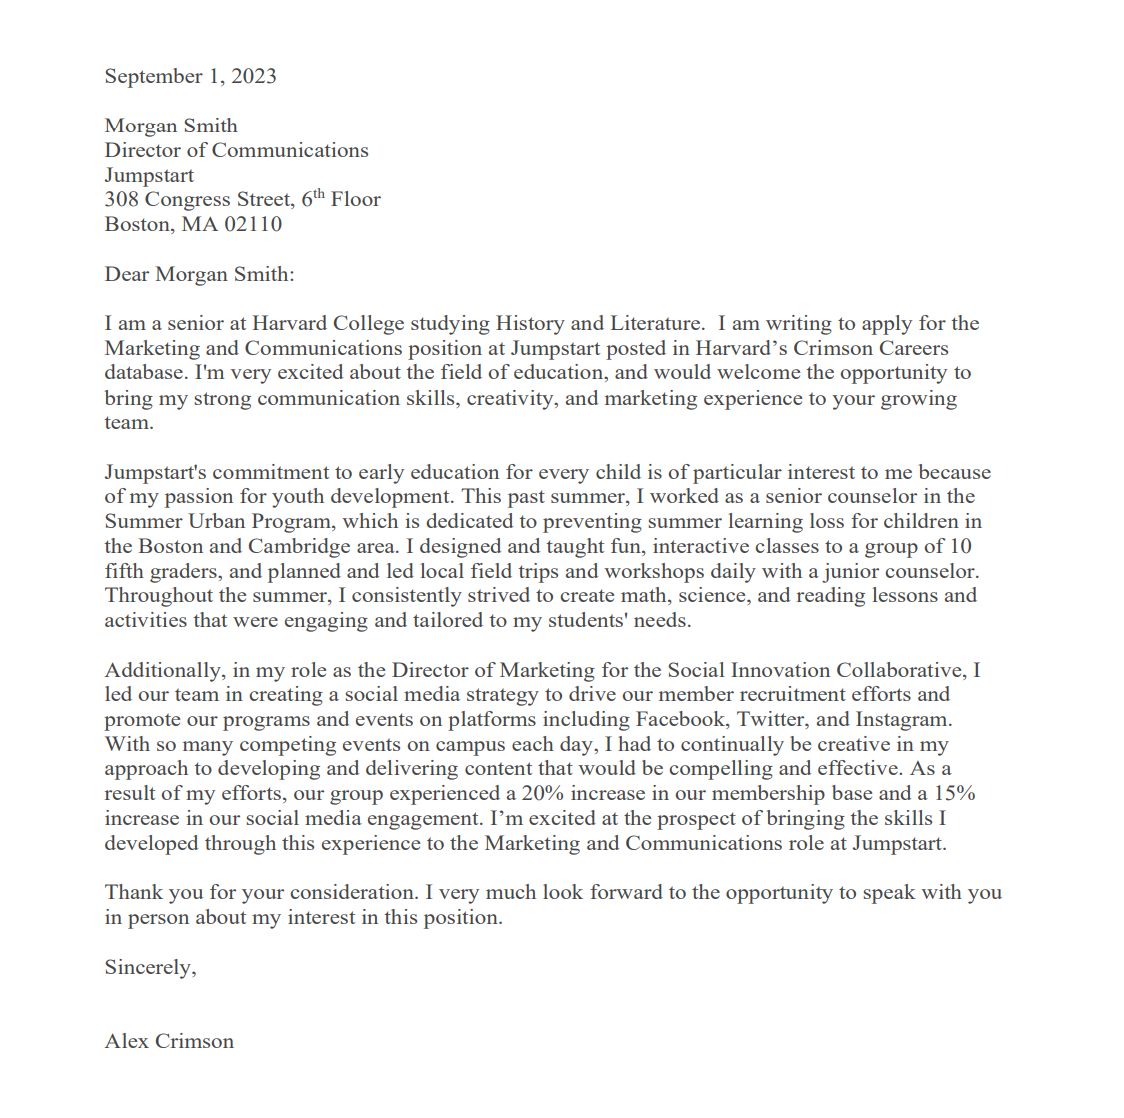 September 1, 2023
Morgan Smith
Director of Communications
Jumpstart
308 Congress Street, 6th Floor
Boston, MA 02110
Dear Morgan Smith:
I am a senior at Harvard College studying History and Literature.  I am writing to apply for the
Marketing and Communications position at Jumpstart posted in Harvard’s Crimson Careers
database. I'm very excited about the field of education, and would welcome the opportunity to
bring my strong communication skills, creativity, and marketing experience to your growing
team.
Jumpstart's commitment to early education for every child is of particular interest to me because
of my passion for youth development. This past summer, I worked as a senior counselor in the
Summer Urban Program, which is dedicated to preventing summer learning loss for children in
the Boston and Cambridge area. I designed and taught fun, interactive classes to a group of 10
fifth graders, and planned and led local field trips and workshops daily with a junior counselor.
Throughout the summer, I consistently strived to create math, science, and reading lessons and
activities that were engaging and tailored to my students' needs.
Additionally, in my role as the Director of Marketing for the Social Innovation Collaborative, I
led our team in creating a social media strategy to drive our member recruitment efforts and
promote our programs and events on platforms including Facebook, Twitter, and Instagram.
With so many competing events on campus each day, I had to continually be creative in my
approach to developing and delivering content that would be compelling and effective. As a
result of my efforts, our group experienced a 20% increase in our membership base and a 15%
increase in our social media engagement. I’m excited at the prospect of bringing the skills I
developed through this experience to the Marketing and Communications role at Jumpstart.
Thank you for your consideration. I very much look forward to the opportunity to speak with you
in person about my interest in this position.
Sincerely,
Alex Crimson